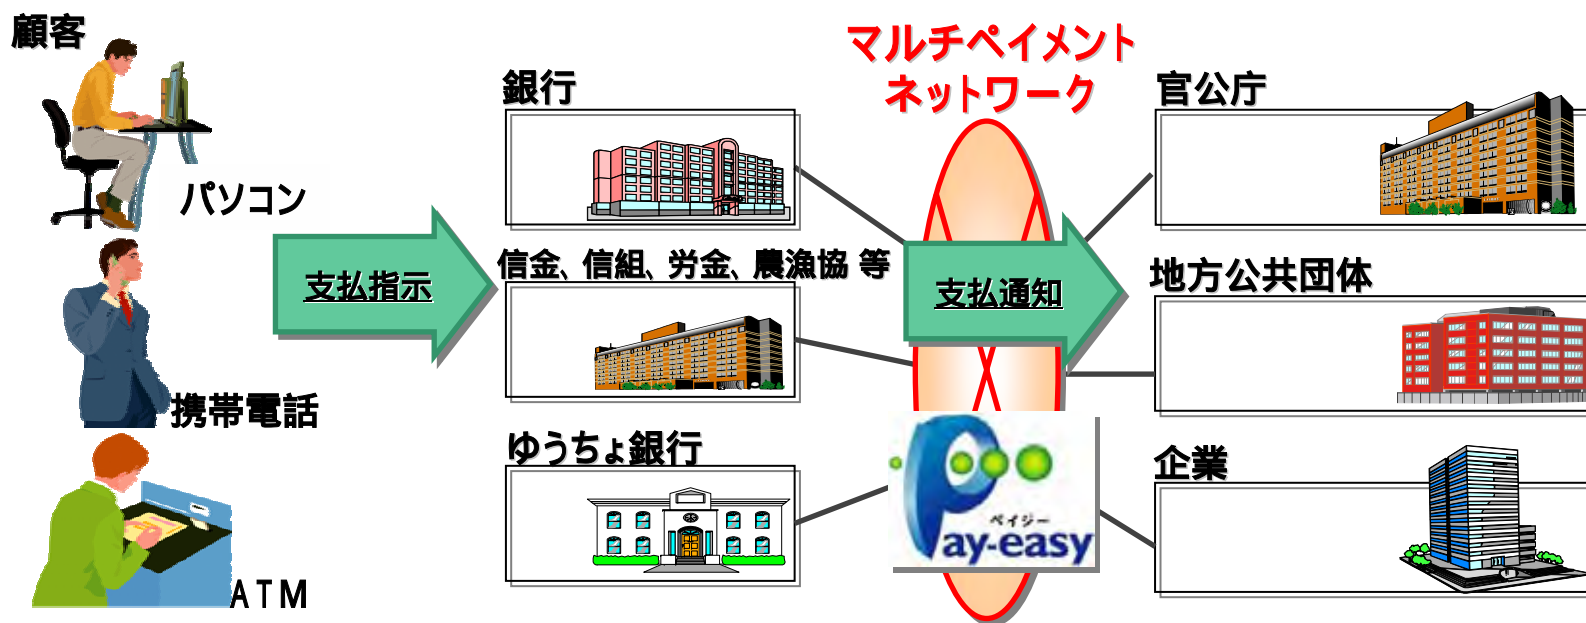 顧客
パソコン
携帯電話
ATM
支払指示
銀行
信金、信組、労金、農漁協 等
ゆうちょ銀行
マルチペイメント
ネットワーク
支払通知
ペイジー
Pay-easy
官公庁
地方公共団体
企業